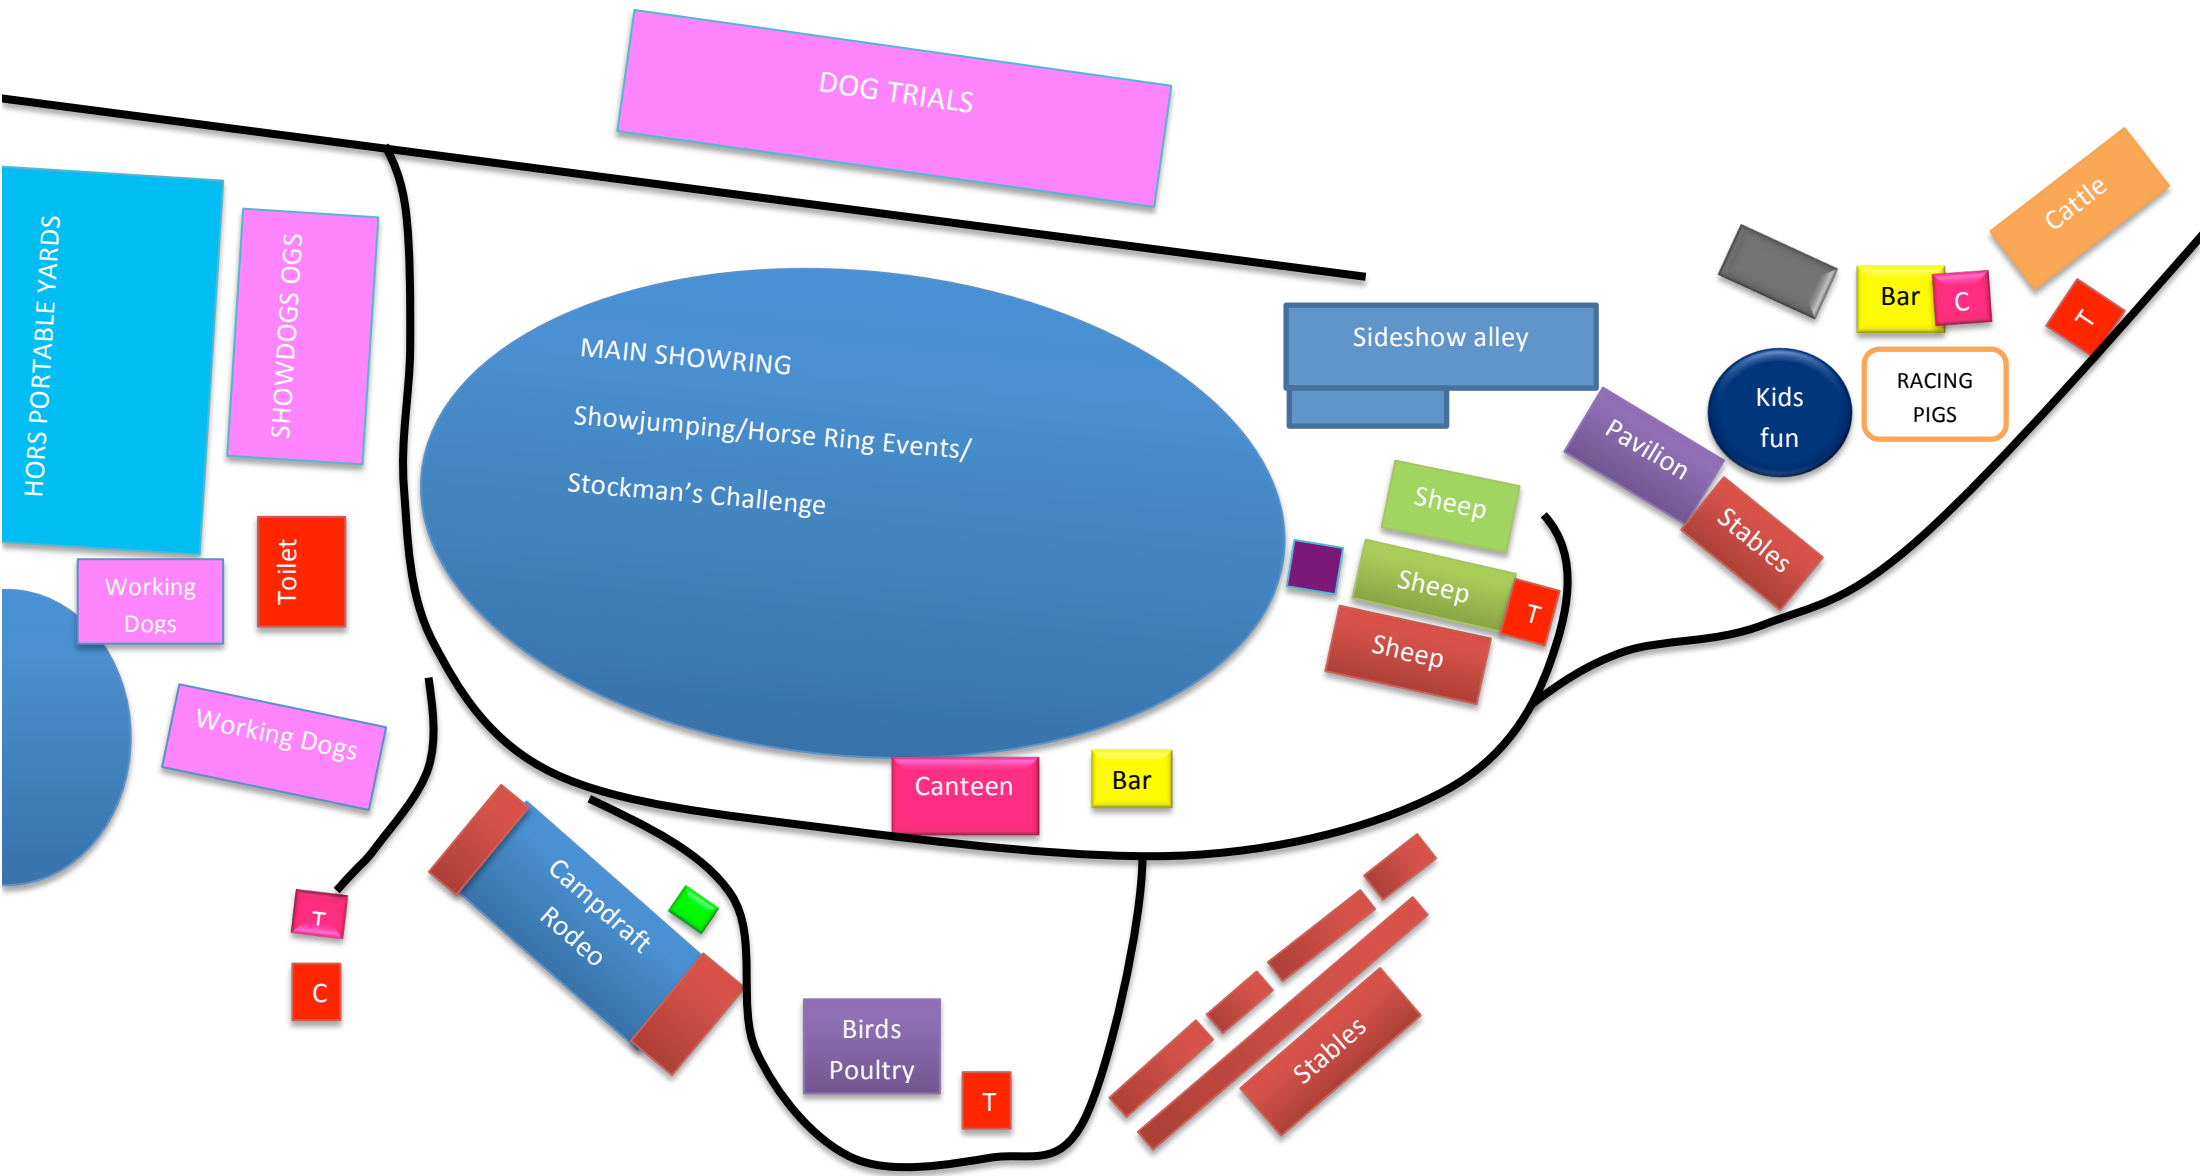 DOG TRIALS
HORS PORTABLE YARDS
SHOWDOGS OGS
MAIN SHOWRING
Showjumping/Horse Ring Events/
Stockman's Challenge
Sideshow alley
Cattle
Bar
C
T
Kids
fun
RACING
PIGS
Pavilion
Stables
Sheep
Sheep
T
Sheep
Toilet
Working
Dogs
Working Dogs
Canteen
Bar
T
C
Campdraft
Rodeo
Birds
Poultry
T
Stables